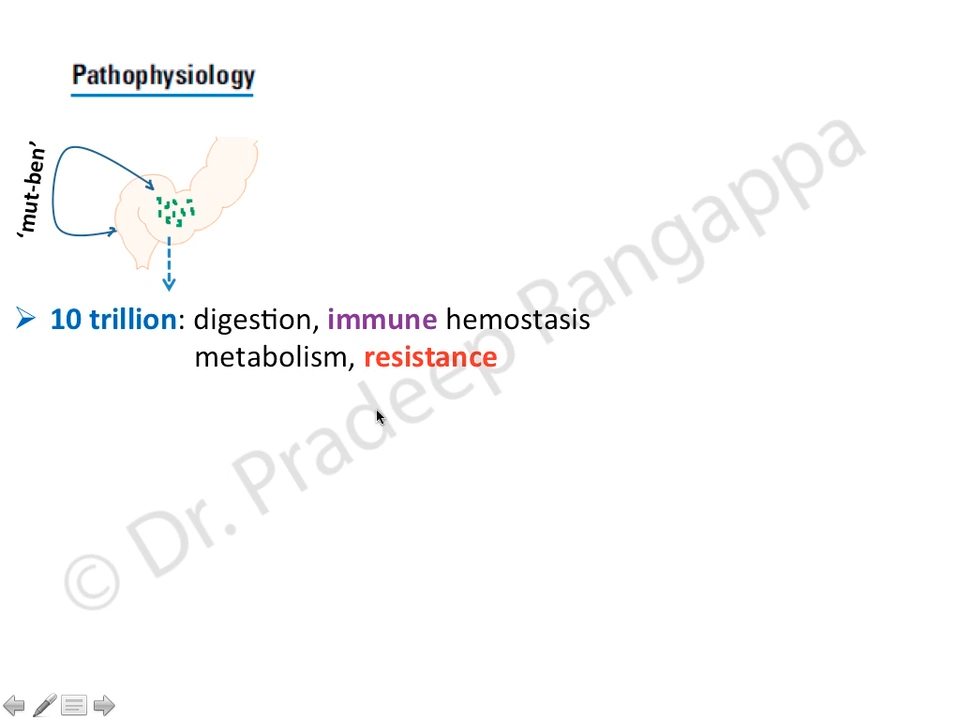 Pathophysiology
‘mut-ben’
➢ 10 trillion: digestion, immune hemostasis
metabolism, resistance
© Dr. Pradeep Rangappa